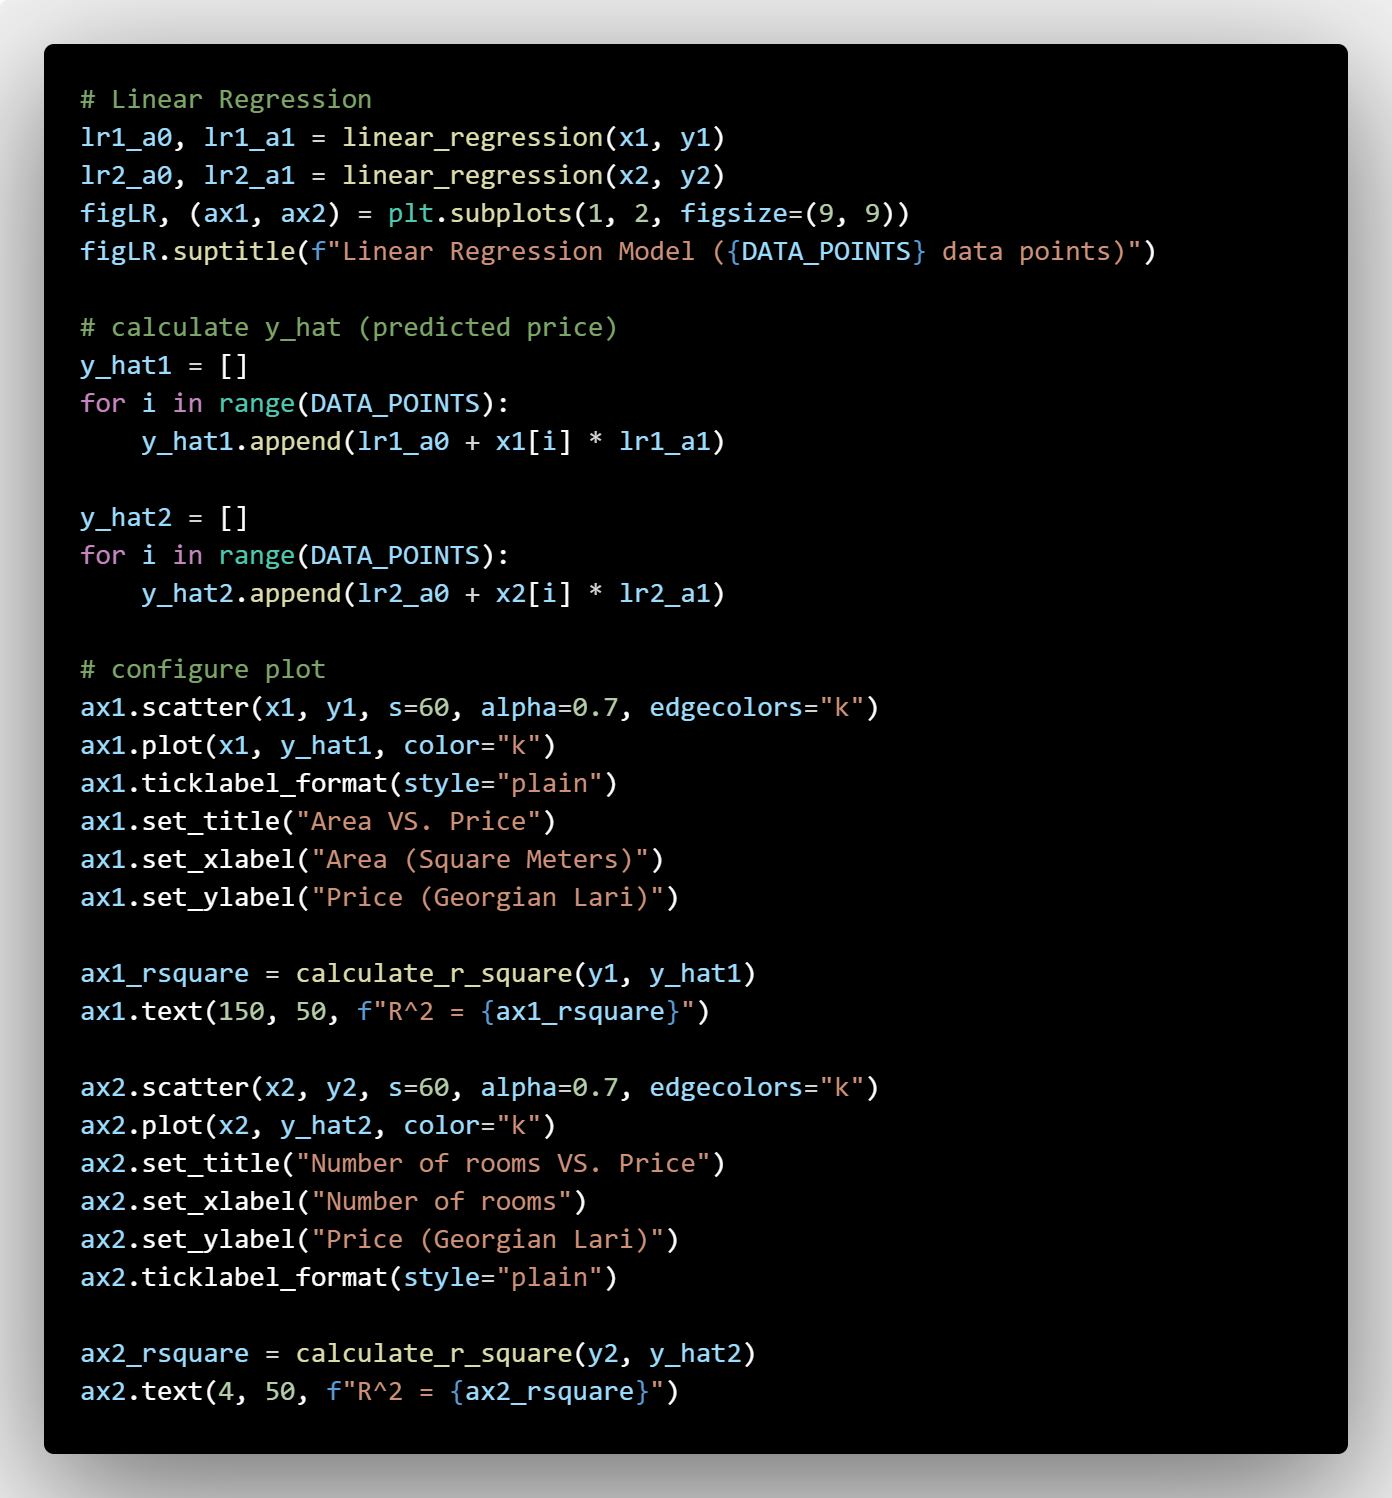 # Linear Regression
lr1_a0, lr1_a1 = linear_regression(x1, y1)
lr2_a0, lr2_a1 = linear_regression(x2, y2)
figLR, (ax1, ax2) = plt.subplots(1, 2, figsize=(9, 9))
figLR.suptitle(f"Linear Regression Model ({DATA_POINTS} data points)")

# calculate y_hat (predicted price)
y_hat1 = []
for i in range(DATA_POINTS):
    y_hat1.append(lr1_a0 + x1[i] * lr1_a1)

y_hat2 = []
for i in range(DATA_POINTS):
    y_hat2.append(lr2_a0 + x2[i] * lr2_a1)

# configure plot
ax1.scatter(x1, y1, s=60, alpha=0.7, edgecolors="k")
ax1.plot(x1, y_hat1, color="k")
ax1.ticklabel_format(style="plain")
ax1.set_title("Area VS. Price")
ax1.set_xlabel("Area (Square Meters)")
ax1.set_ylabel("Price (Georgian Lari)")

ax1_rsquare = calculate_r_square(y1, y_hat1)
ax1.text(150, 50, f"R^2 = {ax1_rsquare}")

ax2.scatter(x2, y2, s=60, alpha=0.7, edgecolors="k")
ax2.plot(x2, y_hat2, color="k")
ax2.set_title("Number of rooms VS. Price")
ax2.set_xlabel("Number of rooms")
ax2.set_ylabel("Price (Georgian Lari)")
ax2.ticklabel_format(style="plain")

ax2_rsquare = calculate_r_square(y2, y_hat2)
ax2.text(4, 50, f"R^2 = {ax2_rsquare}")